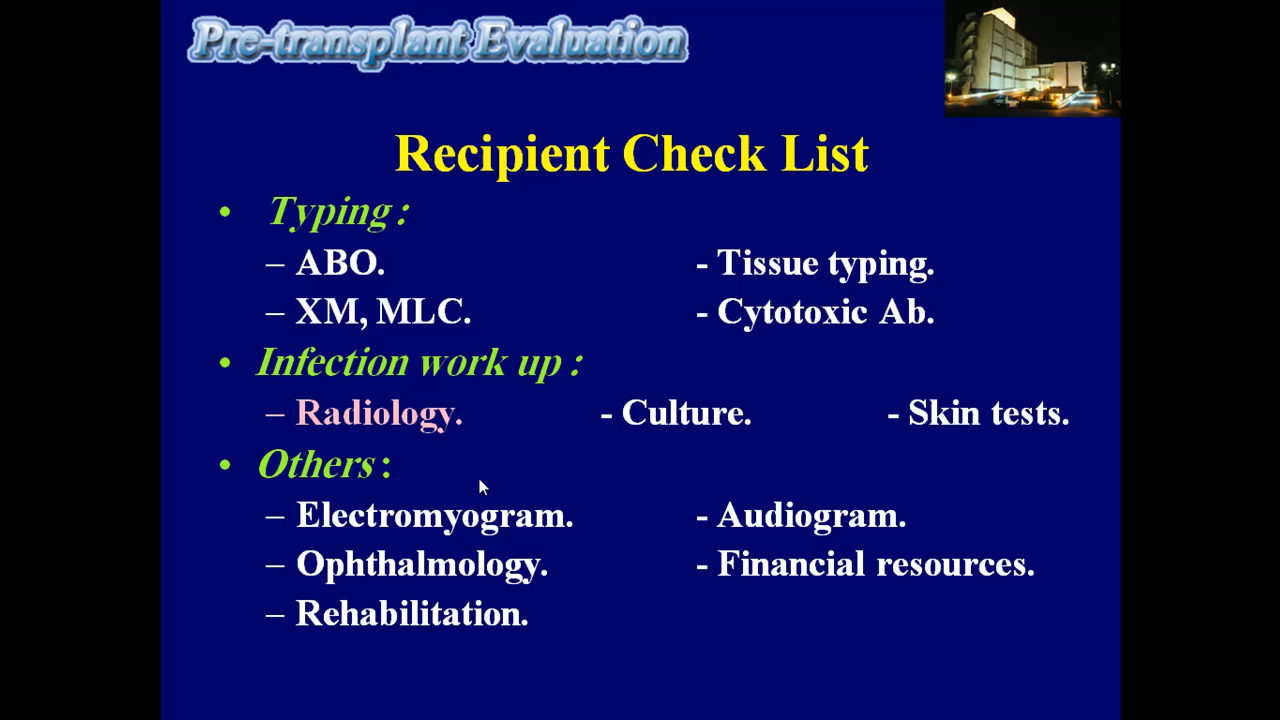 Pre-transplant Evaluation
Recipient Check List
• Typing :
– ABO. - Tissue typing.
– XM, MLC. - Cytotoxic Ab.
• Infection work up :
– Radiology. - Culture. - Skin tests.
• Others :
– Electromyogram. - Audiogram.
– Ophthalmology. - Financial resources.
– Rehabilitation.